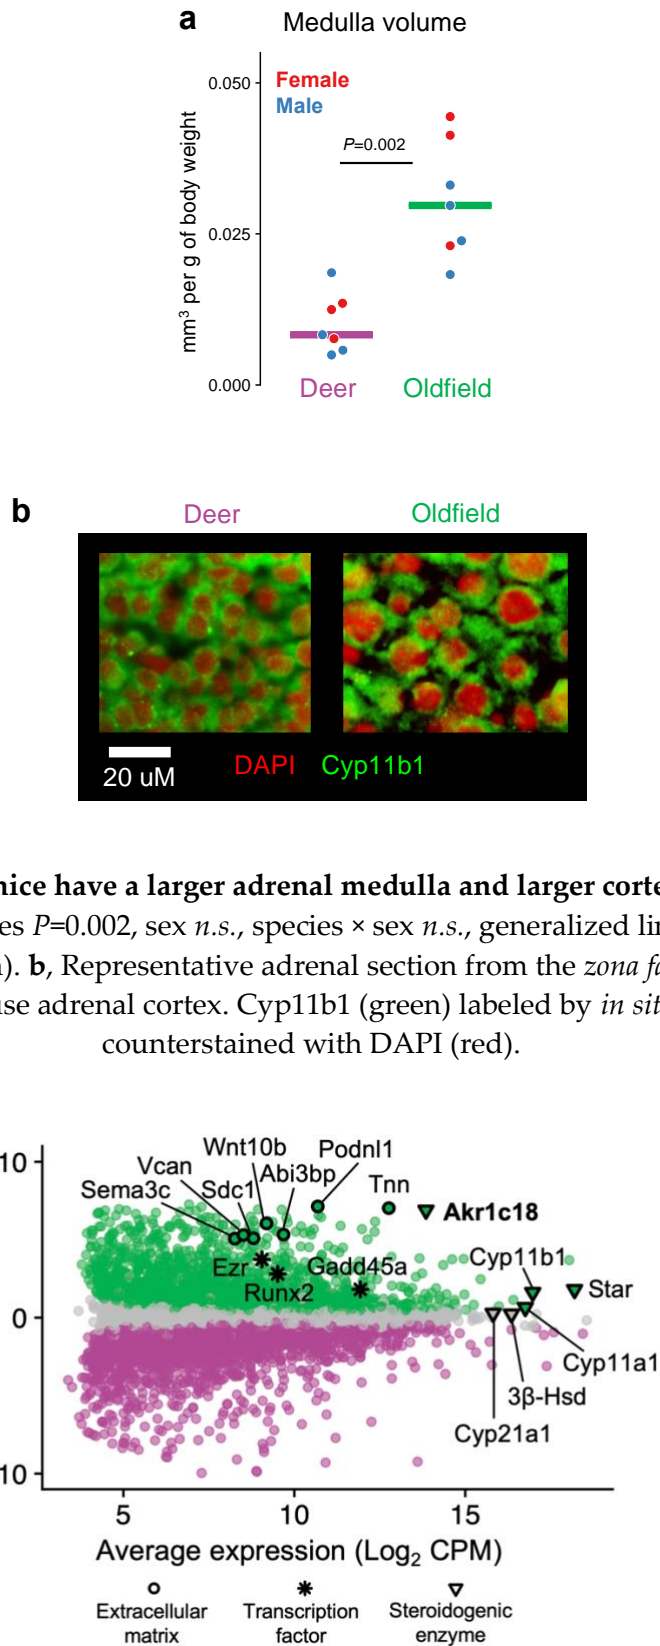 a
Medulla volume
mm³ per g of body weight
0.050
0.025
0.000
Female
Male
P=0.002
Deer
Oldfield
b
Deer
Oldfield
20 uM
DAPI
Cyp11b1
nice have a larger adrenal medulla and larger corte
es P=0.002, sex n.s., species × sex n.s., generalized li
). b, Representative adrenal section from the zona fa
use adrenal cortex. Cyp11b1 (green) labeled by in sit
counterstained with DAPI (red).
10
0
10
Wnt10b
Podnl1
Vcan
Abi3bp
Sema3c
Sdc1
Tnn
Akr1c18
Ezr
Gadd45a
Cyp11b1
Runx2
Star
Cyp11a1
3β-Hsd
Cyp21a1
5
10
15
Average expression (Log₂ CPM)
Extracellular
matrix
Transcription
factor
Steroidogenic
enzyme